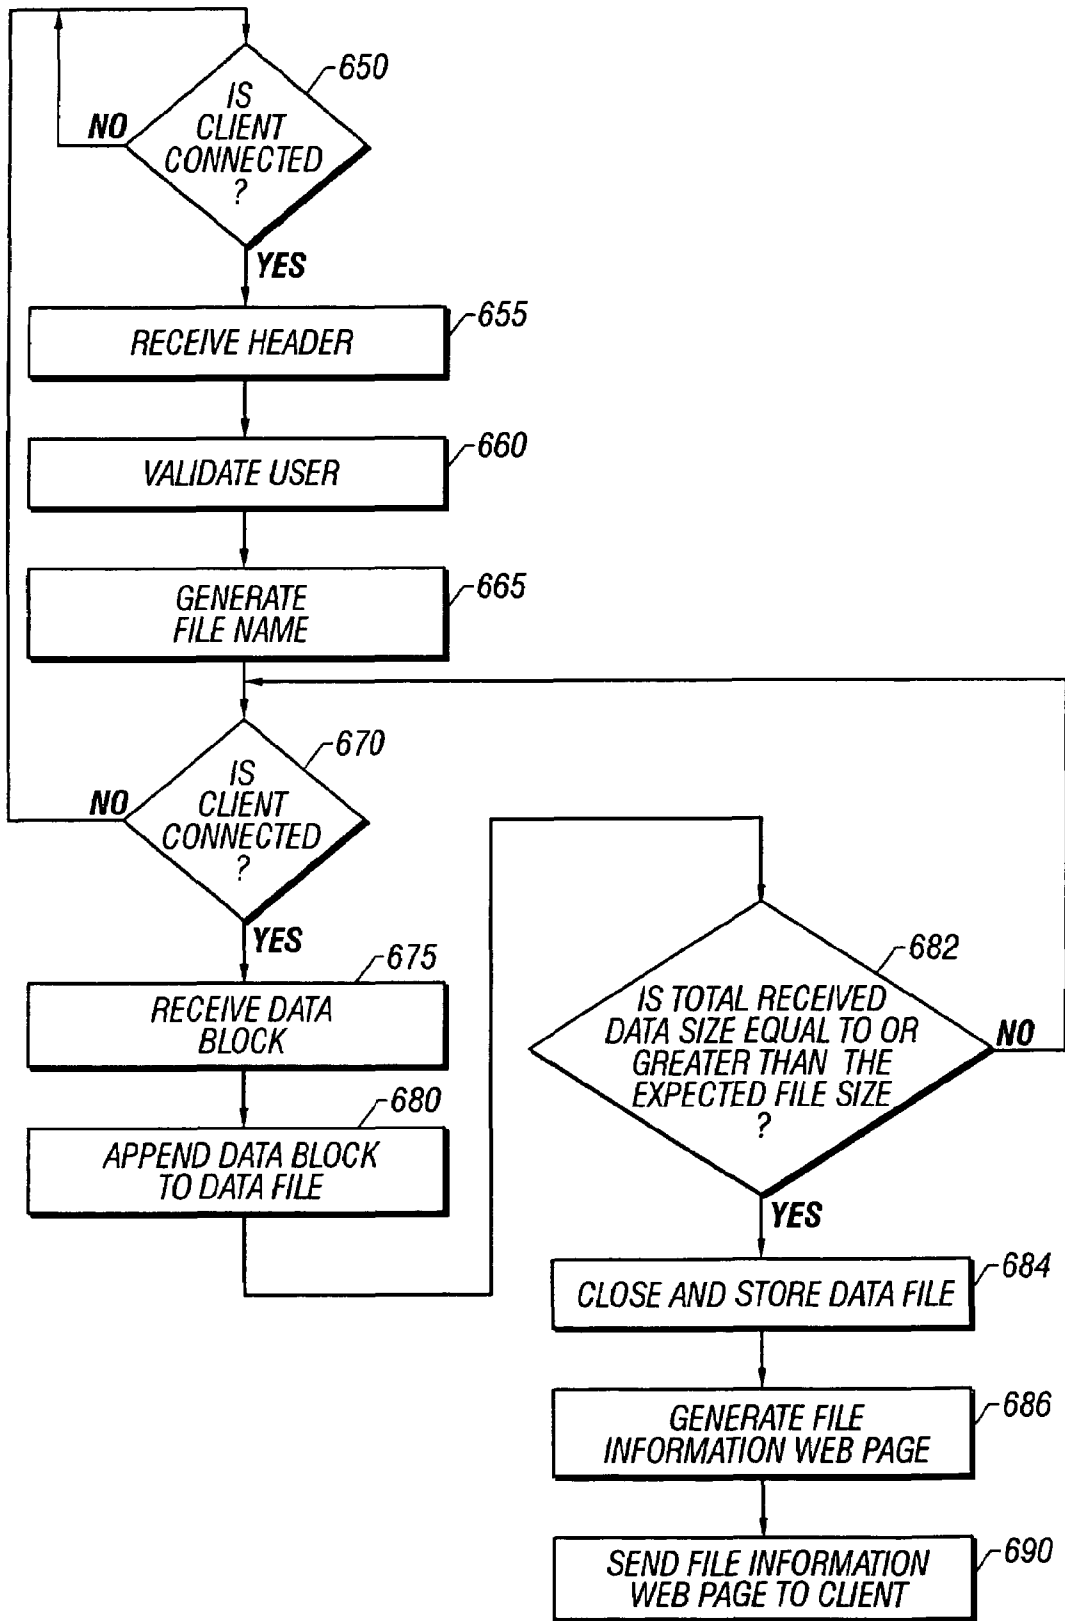 650
IS
CLIENT
CONNECTED
?
NO
YES
655
RECEIVE HEADER
660
VALIDATE USER
665
GENERATE
FILE NAME
670
IS
CLIENT
CONNECTED
?
NO
YES
675
RECEIVE DATA
BLOCK
680
APPEND DATA BLOCK
TO DATA FILE
682
IS TOTAL RECEIVED
DATA SIZE EQUAL TO OR
GREATER THAN THE
EXPECTED FILE SIZE
?
NO
YES
684
CLOSE AND STORE DATA FILE
686
GENERATE FILE
INFORMATION WEB PAGE
690
SEND FILE INFORMATION
WEB PAGE TO CLIENT